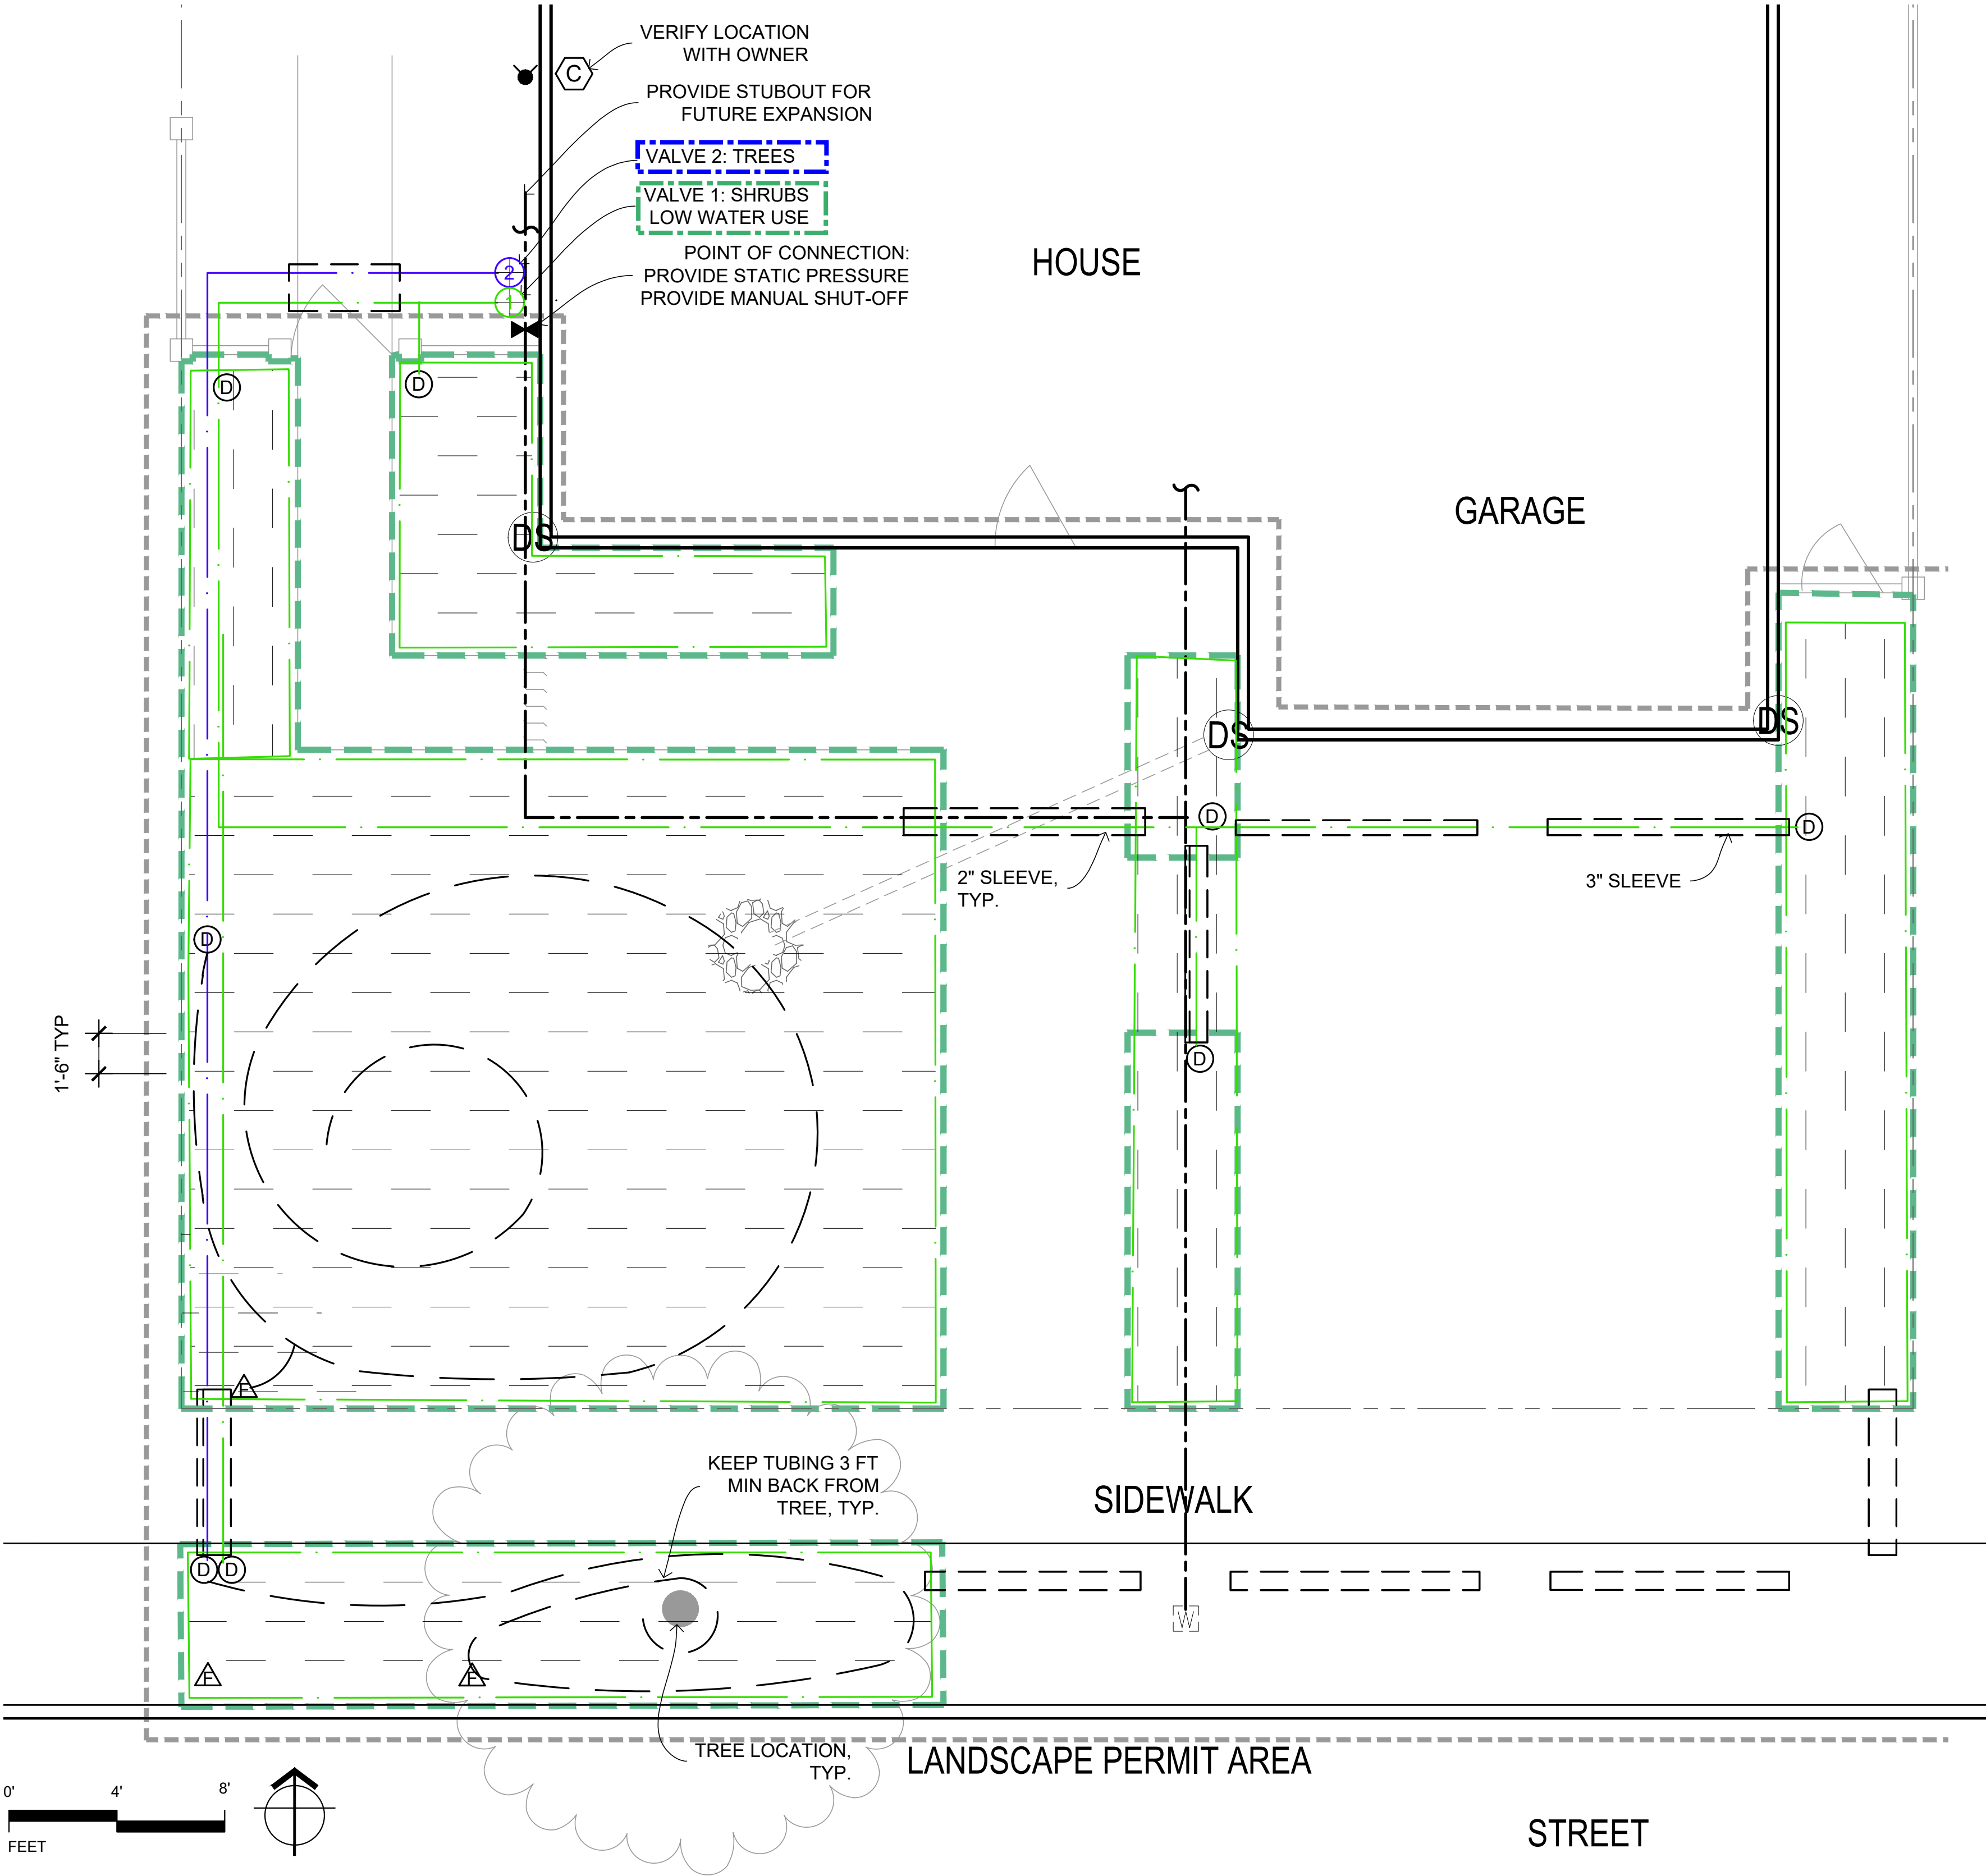 VERIFY LOCATION
WITH OWNER
C
PROVIDE STUBOUT FOR
FUTURE EXPANSION
VALVE 2: TREES
VALVE 1: SHRUBS
LOW WATER USE
POINT OF CONNECTION:
PROVIDE STATIC PRESSURE
PROVIDE MANUAL SHUT-OFF
HOUSE
2
1
D
D
GARAGE
DS
DS
DS
D
D
2" SLEEVE,
TYP.
3" SLEEVE
D
1'-6" TYP
D
F
KEEP TUBING 3 FT
MIN BACK FROM
TREE, TYP.
SIDEWALK
D
D
W
F
F
TREE LOCATION,
TYP.
LANDSCAPE PERMIT AREA
0'
4'
8'
FEET
STREET